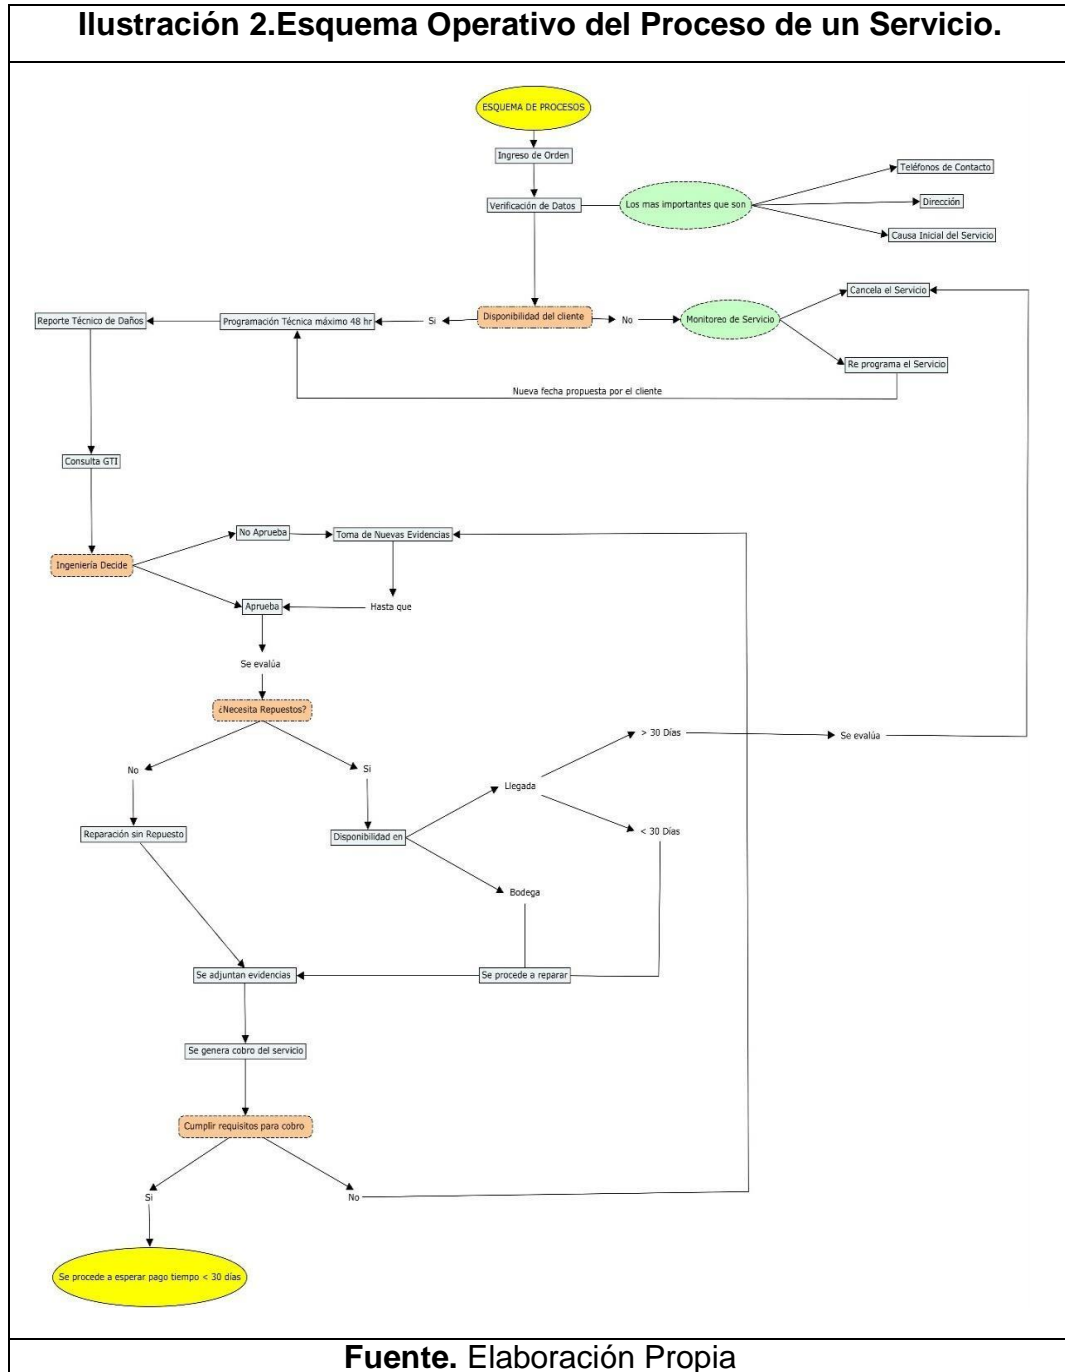 Ilustración 2.Esquema Operativo del Proceso de un Servicio.
ESQUEMA DE PROCESOS
Ingreso de Orden
Verificación de Datos
Los mas importantes que son
Teléfonos de Contacto
Dirección
Causa Inicial del Servicio
Disponibilidad del cliente
Si
No
Programación Técnica máximo 48 hr
Reporte Técnico de Daños
Monitoreo de Servicio
Cancela el Servicio
Re programa el Servicio
Nueva fecha propuesta por el cliente
Consulta GTI
Ingeniería Decide
No Aprueba
Toma de Nuevas Evidencias
Aprueba
Hasta que
Se evalúa
¿Necesita Repuestos?
No
Si
Reparación sin Repuesto
Disponibilidad en
Llegada
> 30 Días
Se evalúa
< 30 Días
Bodega
Se adjuntan evidencias
Se procede a reparar
Se genera cobro del servicio
Cumplir requisitos para cobro
Si
No
Se procede a esperar pago tiempo < 30 días
Fuente. Elaboración Propia